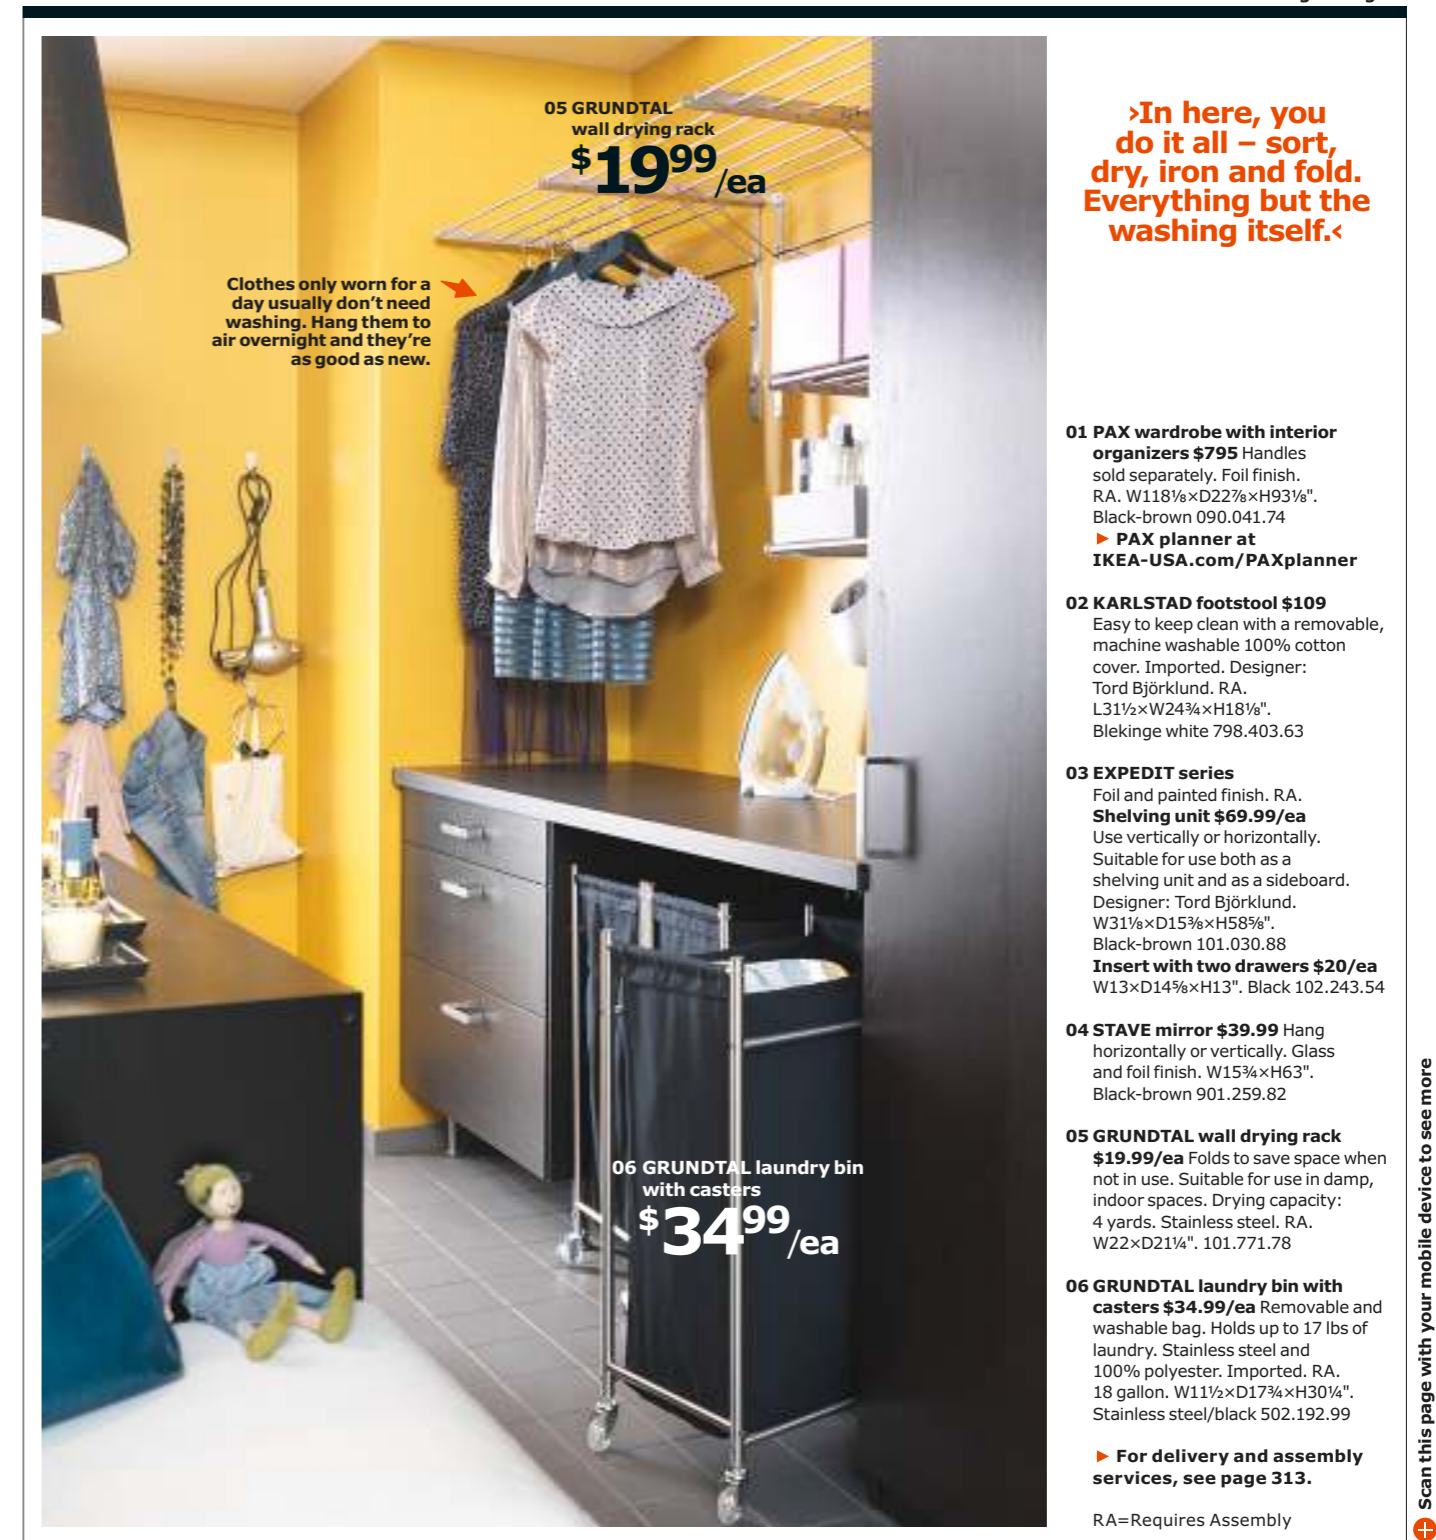 05 GRUNDTAL
wall drying rack
$19⁹⁹/ea
Clothes only worn for a
day usually don't need
washing. Hang them to
air overnight and they're
as good as new.
06 GRUNDTAL laundry bin
with casters
$34⁹⁹/ea
›In here, you
do it all – sort,
dry, iron and fold.
Everything but the
washing itself.‹
01 PAX wardrobe with interior
organizers $795 Handles
sold separately. Foil finish.
RA. W118⅛×D22⅞×H93⅛".
Black-brown 090.041.74
► PAX planner at
IKEA-USA.com/PAXplanner
02 KARLSTAD footstool $109
Easy to keep clean with a removable,
machine washable 100% cotton
cover. Imported. Designer:
Tord Björklund. RA.
L31½×W24¾×H18⅛".
Blekinge white 798.403.63
03 EXPEDIT series
Foil and painted finish. RA.
Shelving unit $69.99/ea
Use vertically or horizontally.
Suitable for use both as a
shelving unit and as a sideboard.
Designer: Tord Björklund.
W31⅛×D15⅜×H58⅝".
Black-brown 101.030.88
Insert with two drawers $20/ea
W13×D14⅝×H13". Black 102.243.54
04 STAVE mirror $39.99 Hang
horizontally or vertically. Glass
and foil finish. W15¾×H63".
Black-brown 901.259.82
05 GRUNDTAL wall drying rack
$19.99/ea Folds to save space when
not in use. Suitable for use in damp,
indoor spaces. Drying capacity:
4 yards. Stainless steel. RA.
W22×D21¼". 101.771.78
06 GRUNDTAL laundry bin with
casters $34.99/ea Removable and
washable bag. Holds up to 17 lbs of
laundry. Stainless steel and
100% polyester. Imported. RA.
18 gallon. W11½×D17¾×H30¼".
Stainless steel/black 502.192.99
► For delivery and assembly
services, see page 313.
RA=Requires Assembly
Scan this page with your mobile device to see more